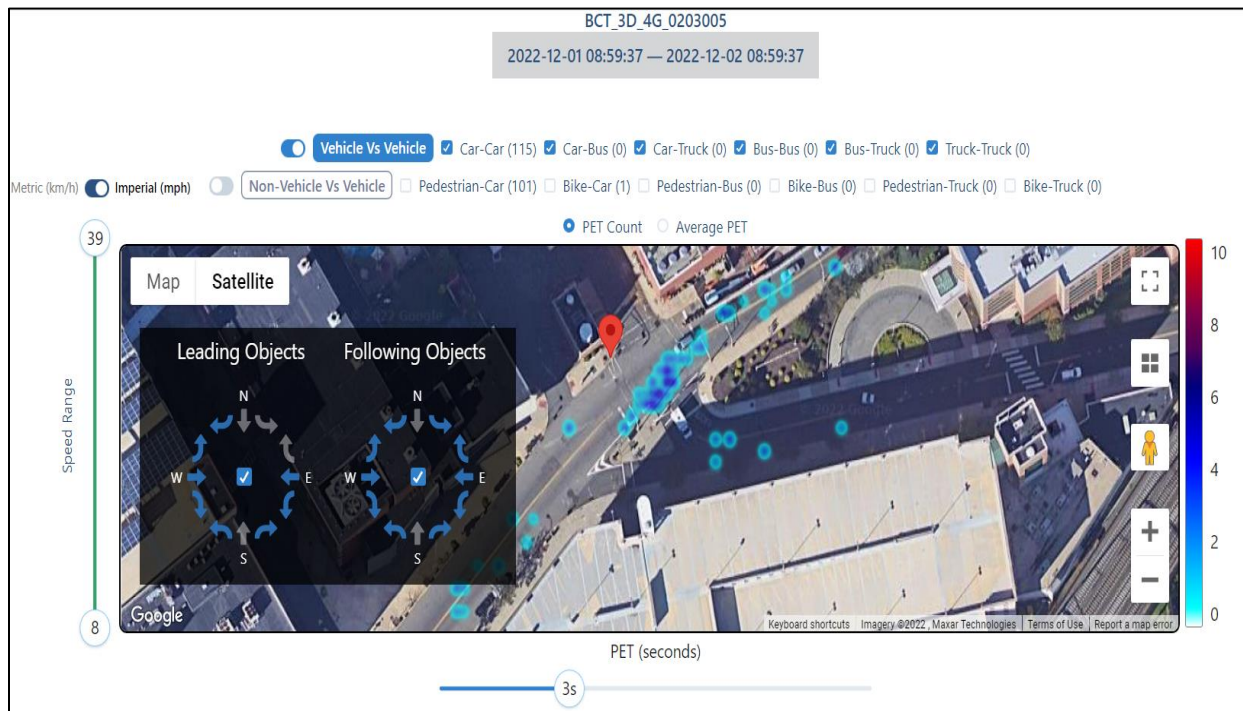 BCT_3D_4G_0203005
2022-12-01 08:59:37 — 2022-12-02 08:59:37
Vehicle Vs Vehicle Car-Car (115) Car-Bus (0) Car-Truck (0) Bus-Bus (0) Bus-Truck (0) Truck-Truck (0)
Metric (km/h) Imperial (mph) Non-Vehicle Vs Vehicle Pedestrian-Car (101) Bike-Car (1) Pedestrian-Bus (0) Bike-Bus (0) Pedestrian-Truck (0) Bike-Truck (0)
PET Count Average PET
39
Speed Range
8
Map Satellite
© 2022 Google
Leading Objects Following Objects
N N
W E W E
S S
© 2022 Google
Google
Keyboard shortcuts Imagery ©2022 , Maxar Technologies Terms of Use Report a map error
10
8
6
4
2
0
PET (seconds)
3s